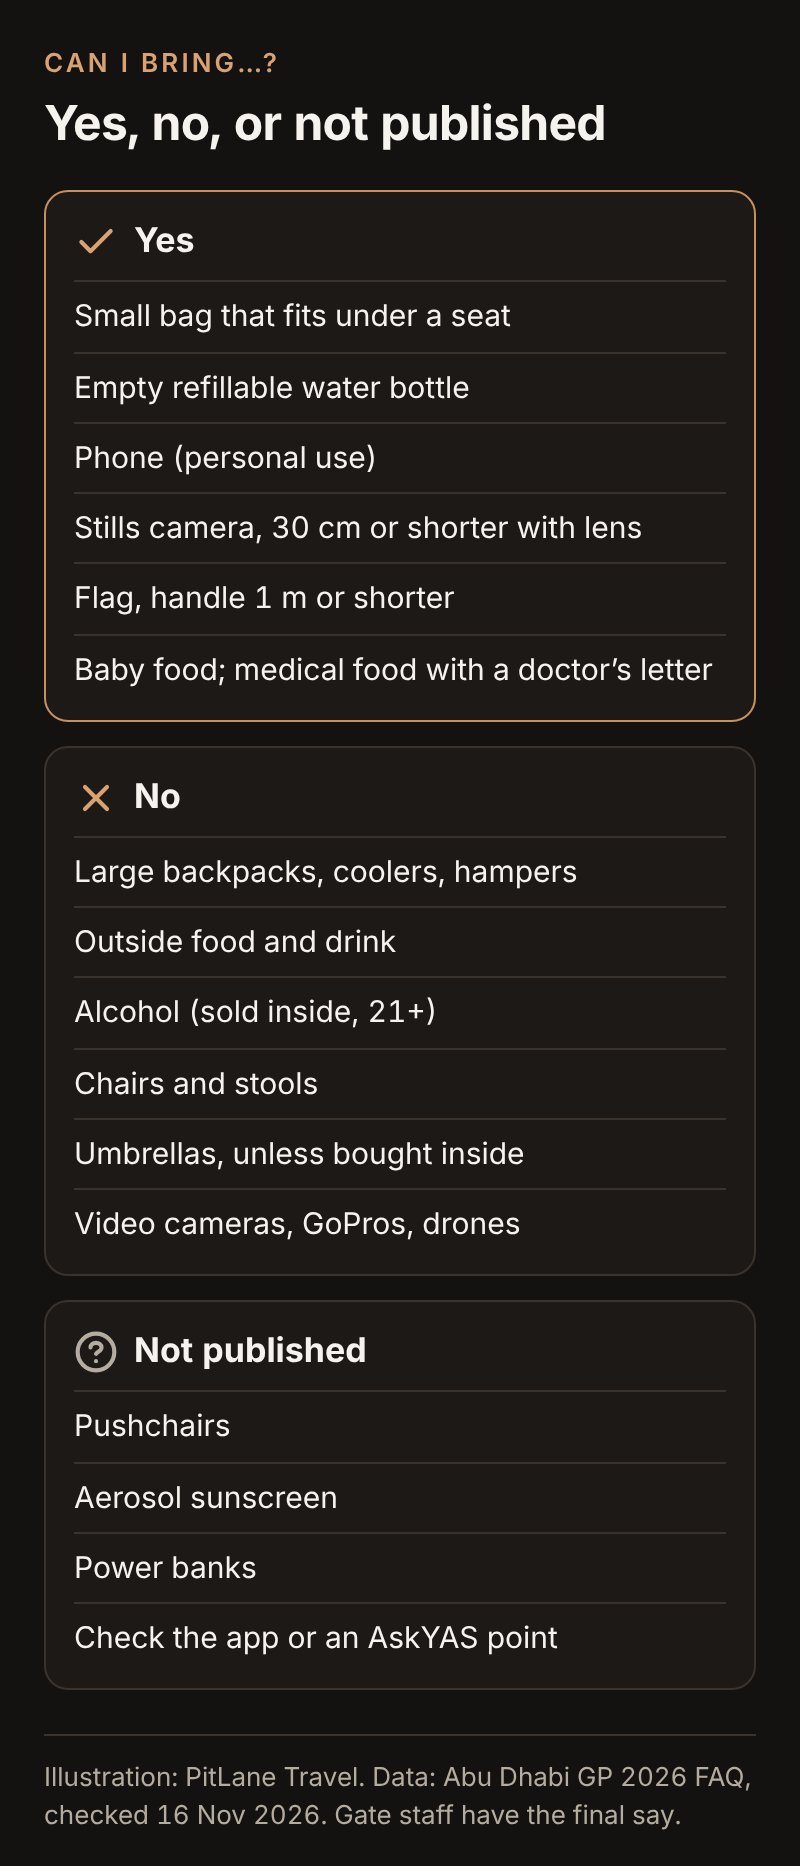 CAN I BRING…?
Yes, no, or not published
Yes
Small bag that fits under a seat
Empty refillable water bottle
Phone (personal use)
Stills camera, 30 cm or shorter with lens
Flag, handle 1 m or shorter
Baby food; medical food with a doctor’s letter
No
Large backpacks, coolers, hampers
Outside food and drink
Alcohol (sold inside, 21+)
Chairs and stools
Umbrellas, unless bought inside
Video cameras, GoPros, drones
Not published
Pushchairs
Aerosol sunscreen
Power banks
Check the app or an AskYAS point
Illustration: PitLane Travel. Data: Abu Dhabi GP 2026 FAQ,
checked 16 Nov 2026. Gate staff have the final say.